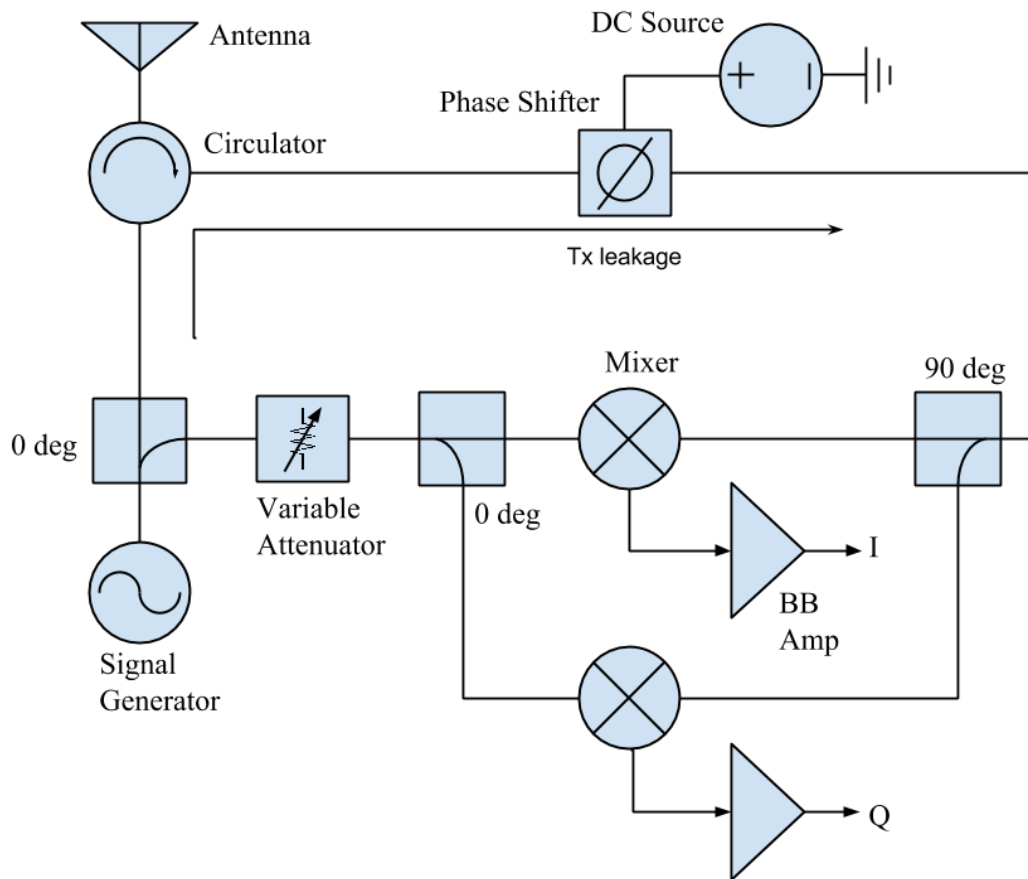 DC Source
Antenna
Phase Shifter
Circulator
Tx leakage
Mixer
90 deg
0 deg
Variable
Attenuator
0 deg
I
BB
Amp
Signal
Generator
Q